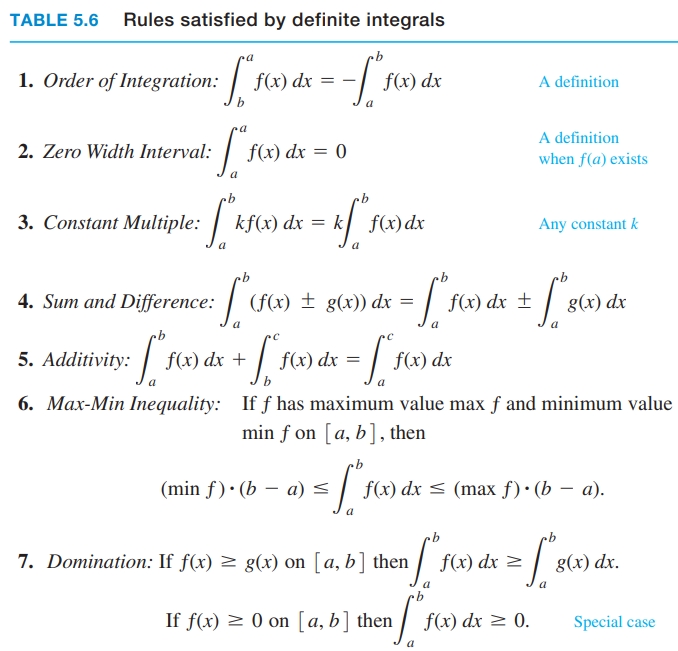 TABLE 5.6 Rules satisfied by definite integrals
1. Order of Integration: ∫_b^a f(x) dx = −∫_a^b f(x) dx A definition
2. Zero Width Interval: ∫_a^a f(x) dx = 0 A definition when f(a) exists
3. Constant Multiple: ∫_a^b kf(x) dx = k∫_a^b f(x) dx Any constant k
4. Sum and Difference: ∫_a^b (f(x) ± g(x)) dx = ∫_a^b f(x) dx ± ∫_a^b g(x) dx
5. Additivity: ∫_a^b f(x) dx + ∫_b^c f(x) dx = ∫_a^c f(x) dx
6. Max-Min Inequality: If f has maximum value max f and minimum value
min f on [a, b], then
(min f)·(b − a) ≤ ∫_a^b f(x) dx ≤ (max f)·(b − a).
7. Domination: If f(x) ≥ g(x) on [a, b] then ∫_a^b f(x) dx ≥ ∫_a^b g(x) dx.
If f(x) ≥ 0 on [a, b] then ∫_a^b f(x) dx ≥ 0. Special case